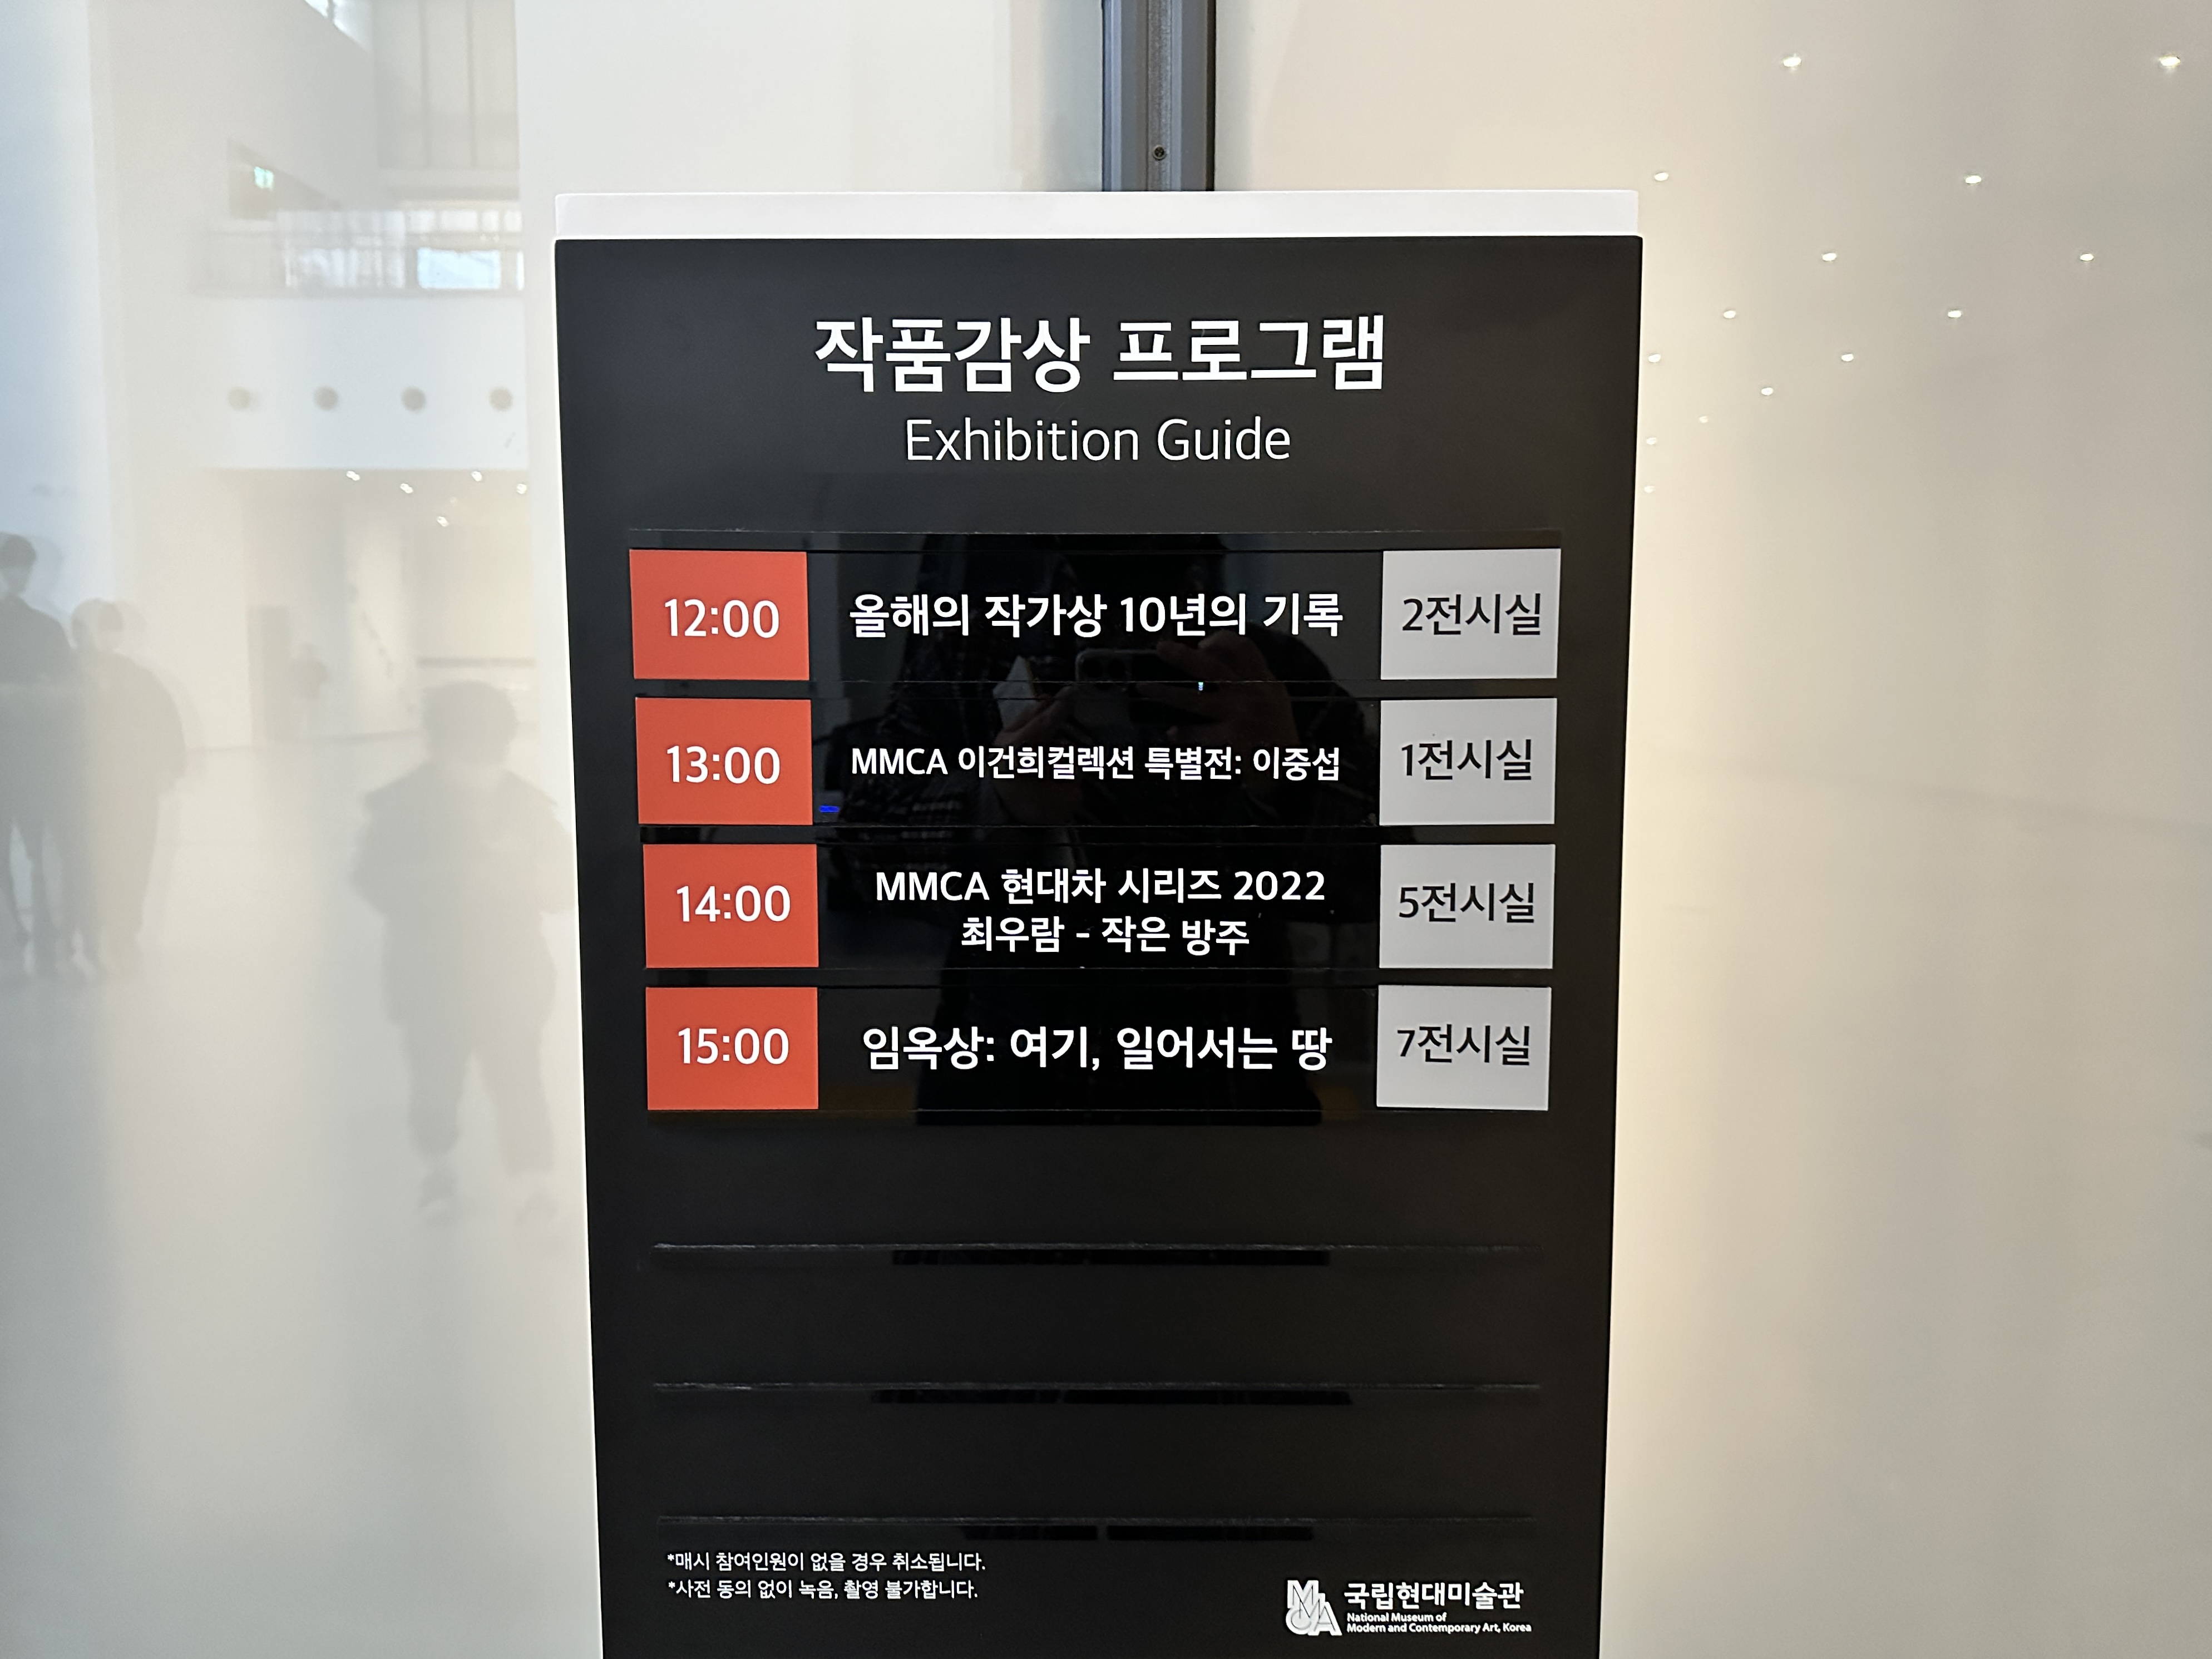 작품감상 프로그램
Exhibition Guide
12:00 올해의 작가상 10년의 기록 2전시실
13:00 MMCA 이건희컬렉션 특별전: 이중섭 1전시실
14:00 MMCA 현대차 시리즈 2022 5전시실
최우람 - 작은 방주
15:00 임옥상: 여기, 일어서는 땅 7전시실
*매시 참여인원이 없을 경우 취소됩니다.
*사전 동의 없이 녹음, 촬영 불가합니다.
MMCA 국립현대미술관
National Museum of
Modern and Contemporary Art, Korea